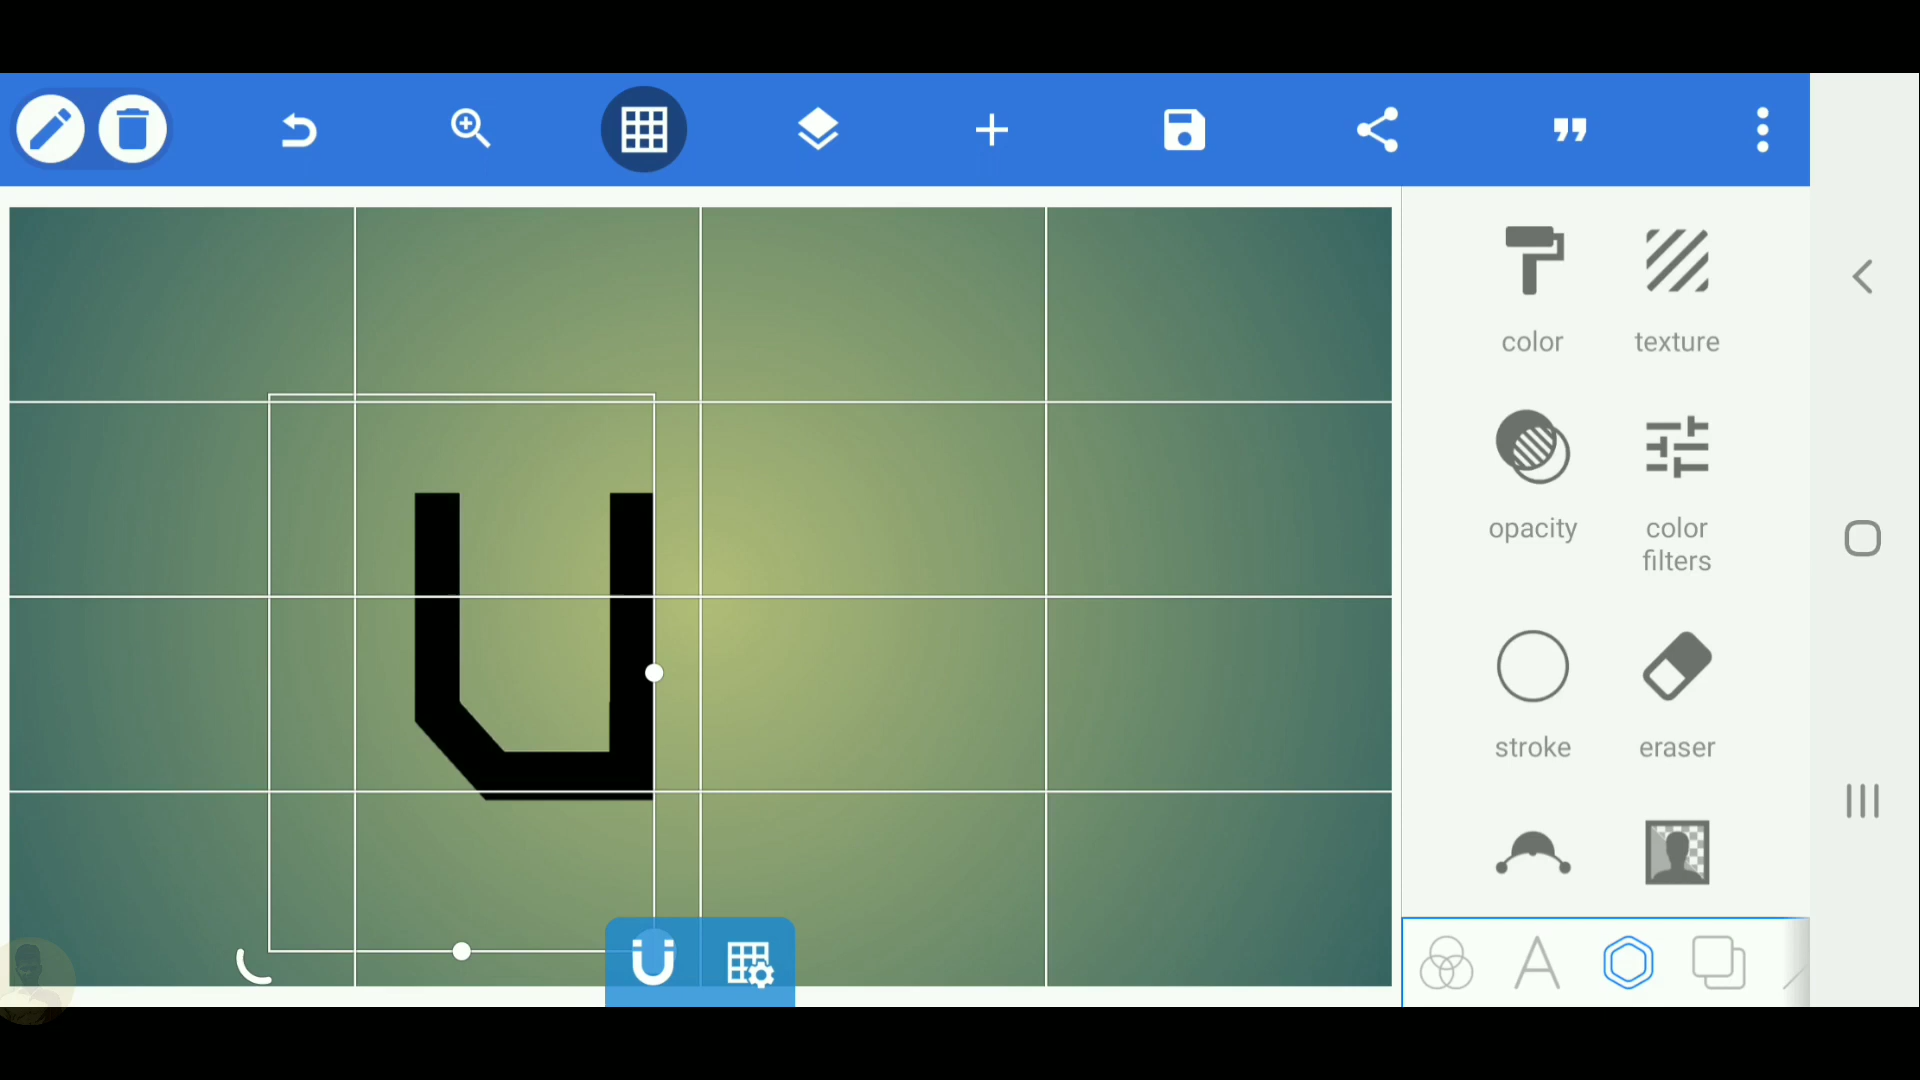 color texture
opacity color
filters
stroke eraser
U